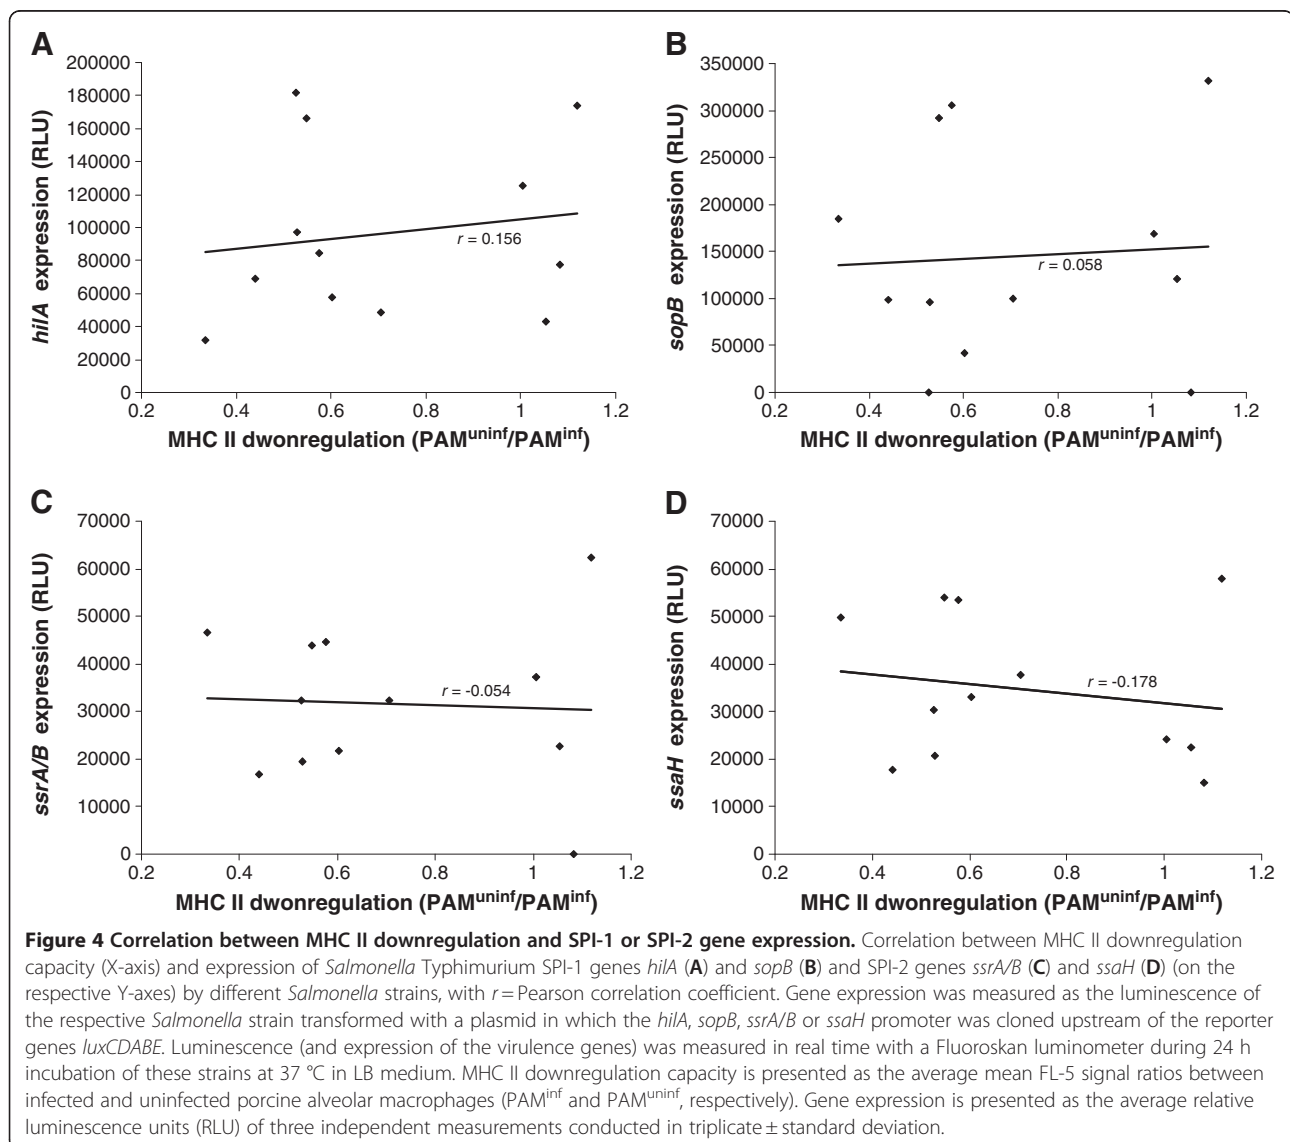 A
200000
180000
160000
140000
120000
100000
80000
60000
40000
20000
0
hilA expression (RLU)
r = 0.156
0.2 0.4 0.6 0.8 1 1.2
MHC II dwonregulation (PAMuninf/PAMinf)
B
350000
300000
250000
200000
150000
100000
50000
0
sopB expression (RLU)
r = 0.058
0.2 0.4 0.6 0.8 1 1.2
MHC II dwonregulation (PAMuninf/PAMinf)
C
70000
60000
50000
40000
30000
20000
10000
0
ssrA/B expression (RLU)
r = -0.054
0.2 0.4 0.6 0.8 1 1.2
MHC II dwonregulation (PAMuninf/PAMinf)
D
70000
60000
50000
40000
30000
20000
10000
0
ssaH expression (RLU)
r = -0.178
0.2 0.4 0.6 0.8 1 1.2
MHC II dwonregulation (PAMuninf/PAMinf)
Figure 4 Correlation between MHC II downregulation and SPI-1 or SPI-2 gene expression. Correlation between MHC II downregulation
capacity (X-axis) and expression of Salmonella Typhimurium SPI-1 genes hilA (A) and sopB (B) and SPI-2 genes ssrA/B (C) and ssaH (D) (on the
respective Y-axes) by different Salmonella strains, with r = Pearson correlation coefficient. Gene expression was measured as the luminescence of
the respective Salmonella strain transformed with a plasmid in which the hilA, sopB, ssrA/B or ssaH promoter was cloned upstream of the reporter
genes luxCDABE. Luminescence (and expression of the virulence genes) was measured in real time with a Fluoroskan luminometer during 24 h
incubation of these strains at 37 °C in LB medium. MHC II downregulation capacity is presented as the average mean FL-5 signal ratios between
infected and uninfected porcine alveolar macrophages (PAMinf and PAMuninf, respectively). Gene expression is presented as the average relative
luminescence units (RLU) of three independent measurements conducted in triplicate ± standard deviation.